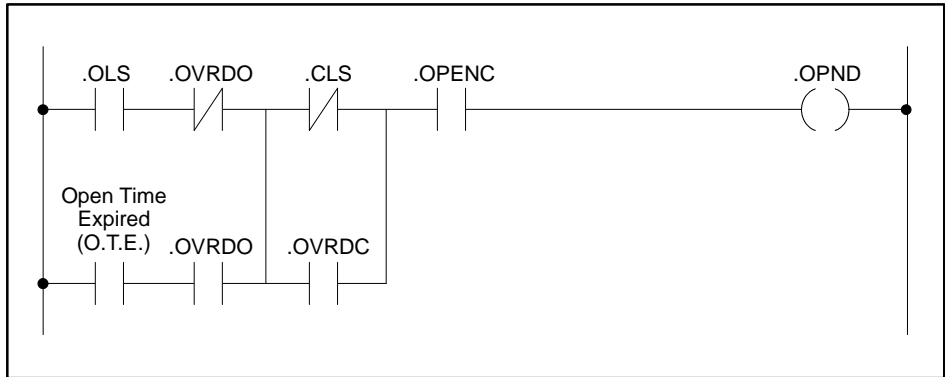 .OLS .OVRDO .CLS .OPENC .OPND
Open Time
Expired
(O.T.E.) .OVRDO .OVRDC